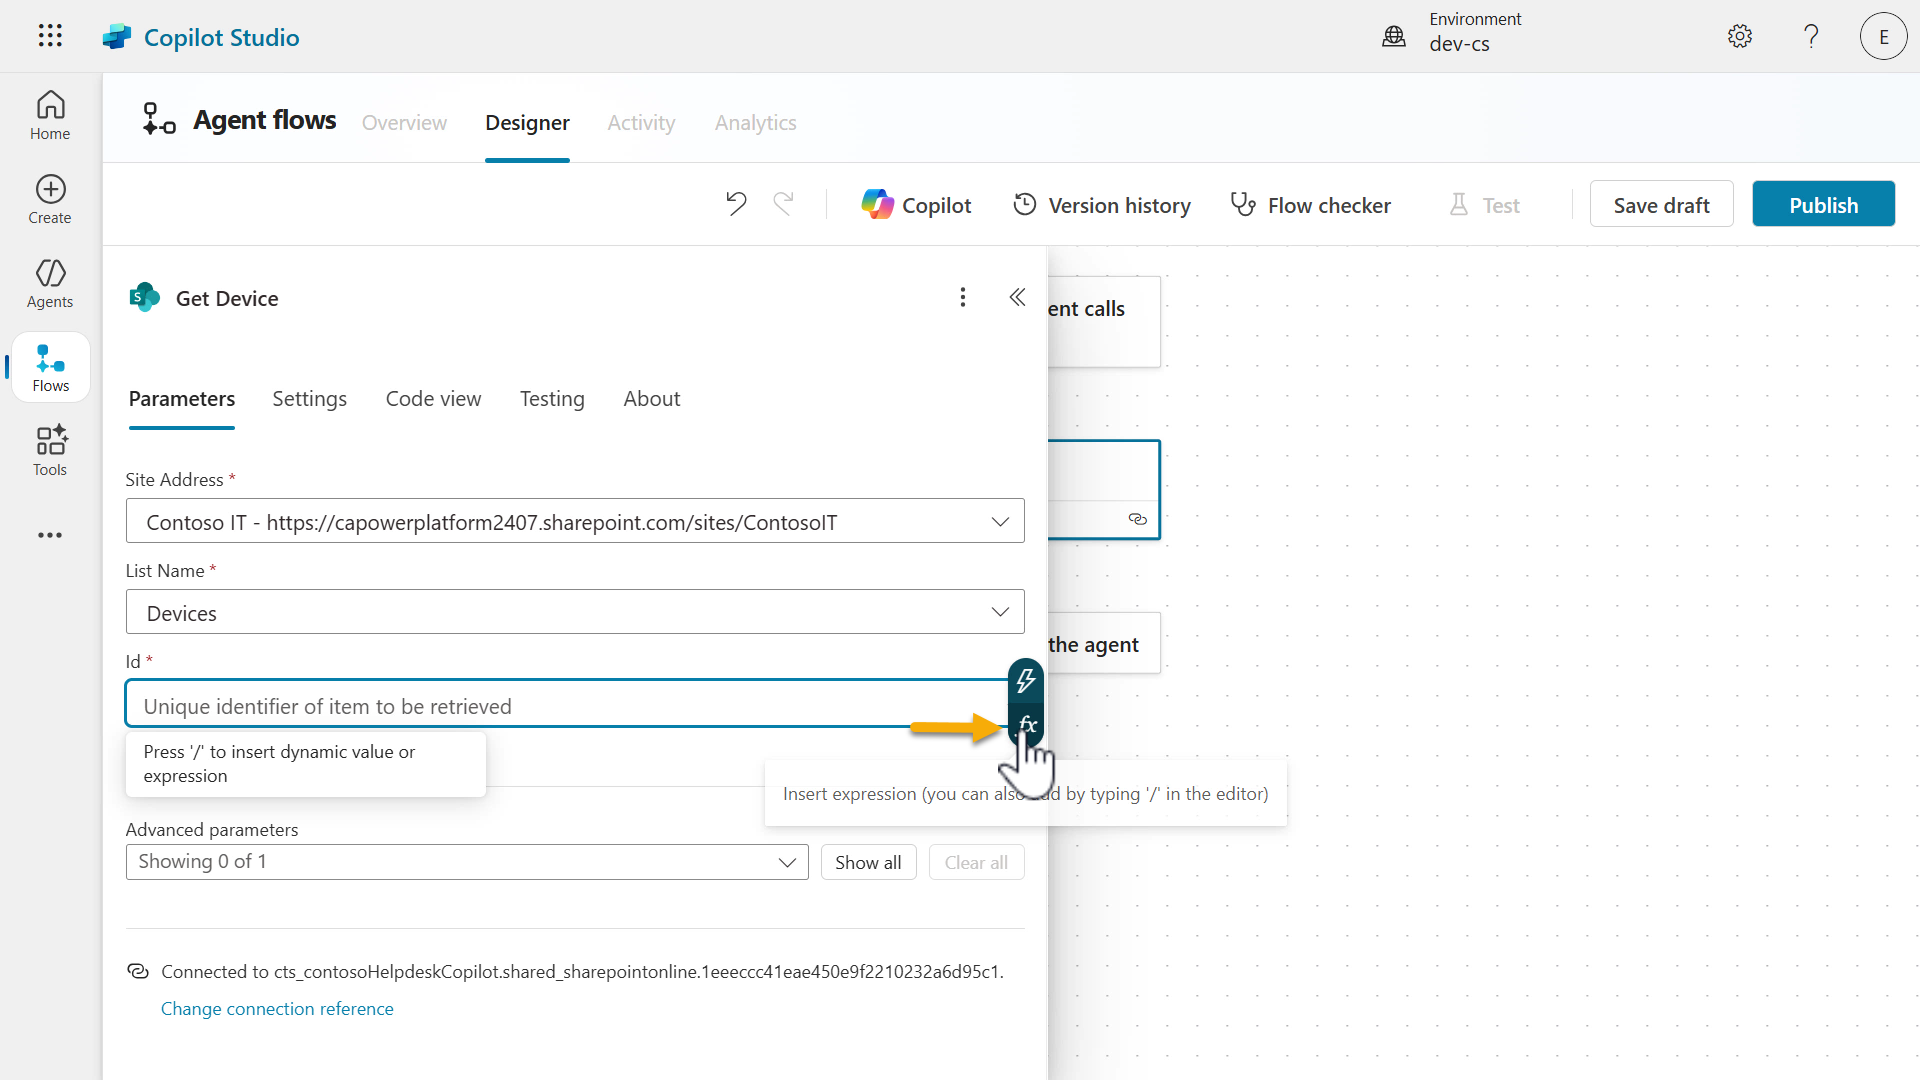 Copilot Studio
Environment
dev-cs
?
E
Home
Create
Agents
Flows
Tools
Agent flows
Overview
Designer
Activity
Analytics
Copilot
Version history
Flow checker
Test
Save draft
Publish
S
Get Device
Parameters
Settings
Code view
Testing
About
Site Address *
Contoso IT - https://capowerplatform2407.sharepoint.com/sites/ContosoIT
List Name *
Devices
Id *
Unique identifier of item to be retrieved
fx
Press '/' to insert dynamic value or
expression
Insert expression (you can also add by typing '/' in the editor)
Advanced parameters
Showing 0 of 1
Show all
Clear all
Connected to cts_contosoHelpdeskCopilot.shared_sharepointonline.1eeeccc41eae450e9f2210232a6d95c1.
Change connection reference
ent calls
the agent